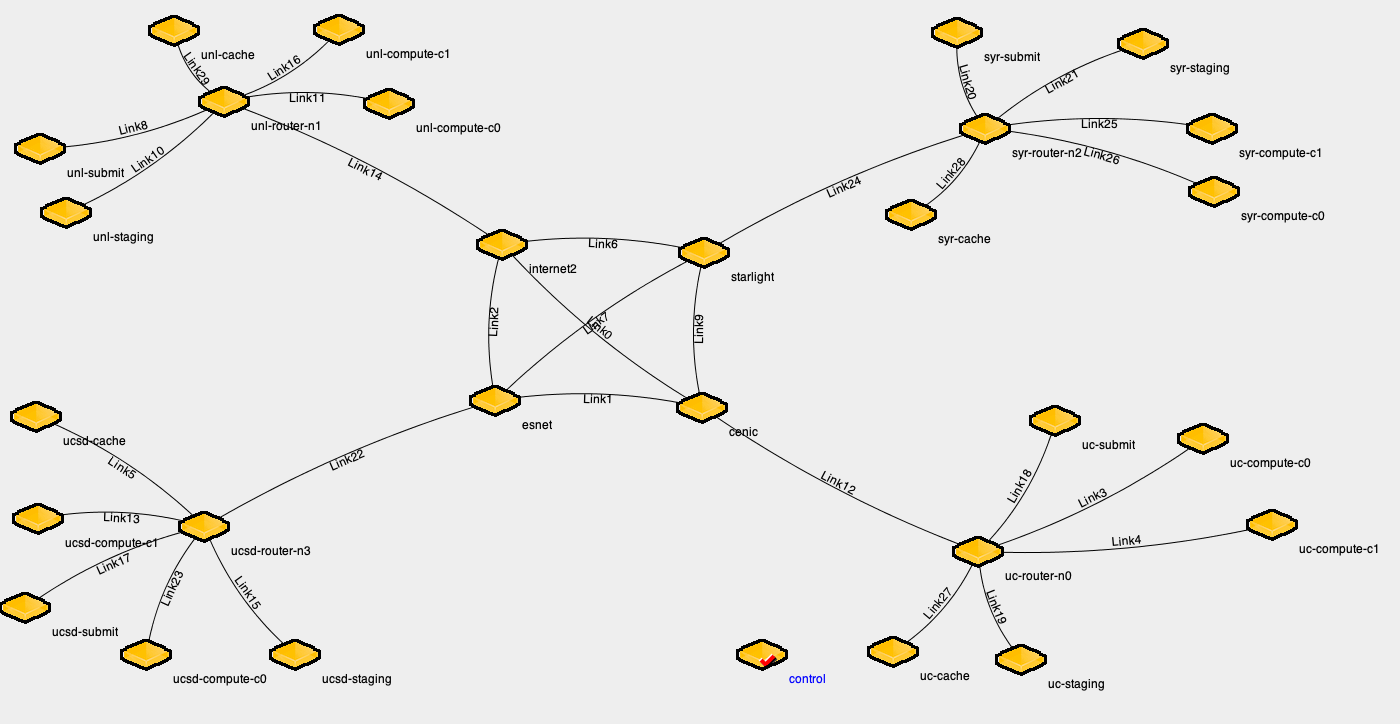 unl-cache
unl-compute-c1
Link29
Link16
Link11
unl-compute-c0
unl-router-n1
Link8
Link10
unl-submit
unl-staging
Link14
syr-submit
syr-staging
Link20
Link21
Link25
syr-compute-c1
syr-router-n2
Link26
Link28
syr-compute-c0
syr-cache
Link24
Link6
internet2
starlight
Link2
Link7
Link0
Link9
Link1
esnet
cenic
ucsd-cache
Link5
Link22
Link13
ucsd-compute-c1
ucsd-router-n3
Link17
Link23
Link15
ucsd-submit
ucsd-compute-c0
ucsd-staging
Link12
uc-submit
uc-compute-c0
Link18
Link3
Link4
uc-compute-c1
uc-router-n0
Link27
Link19
uc-cache
uc-staging
control